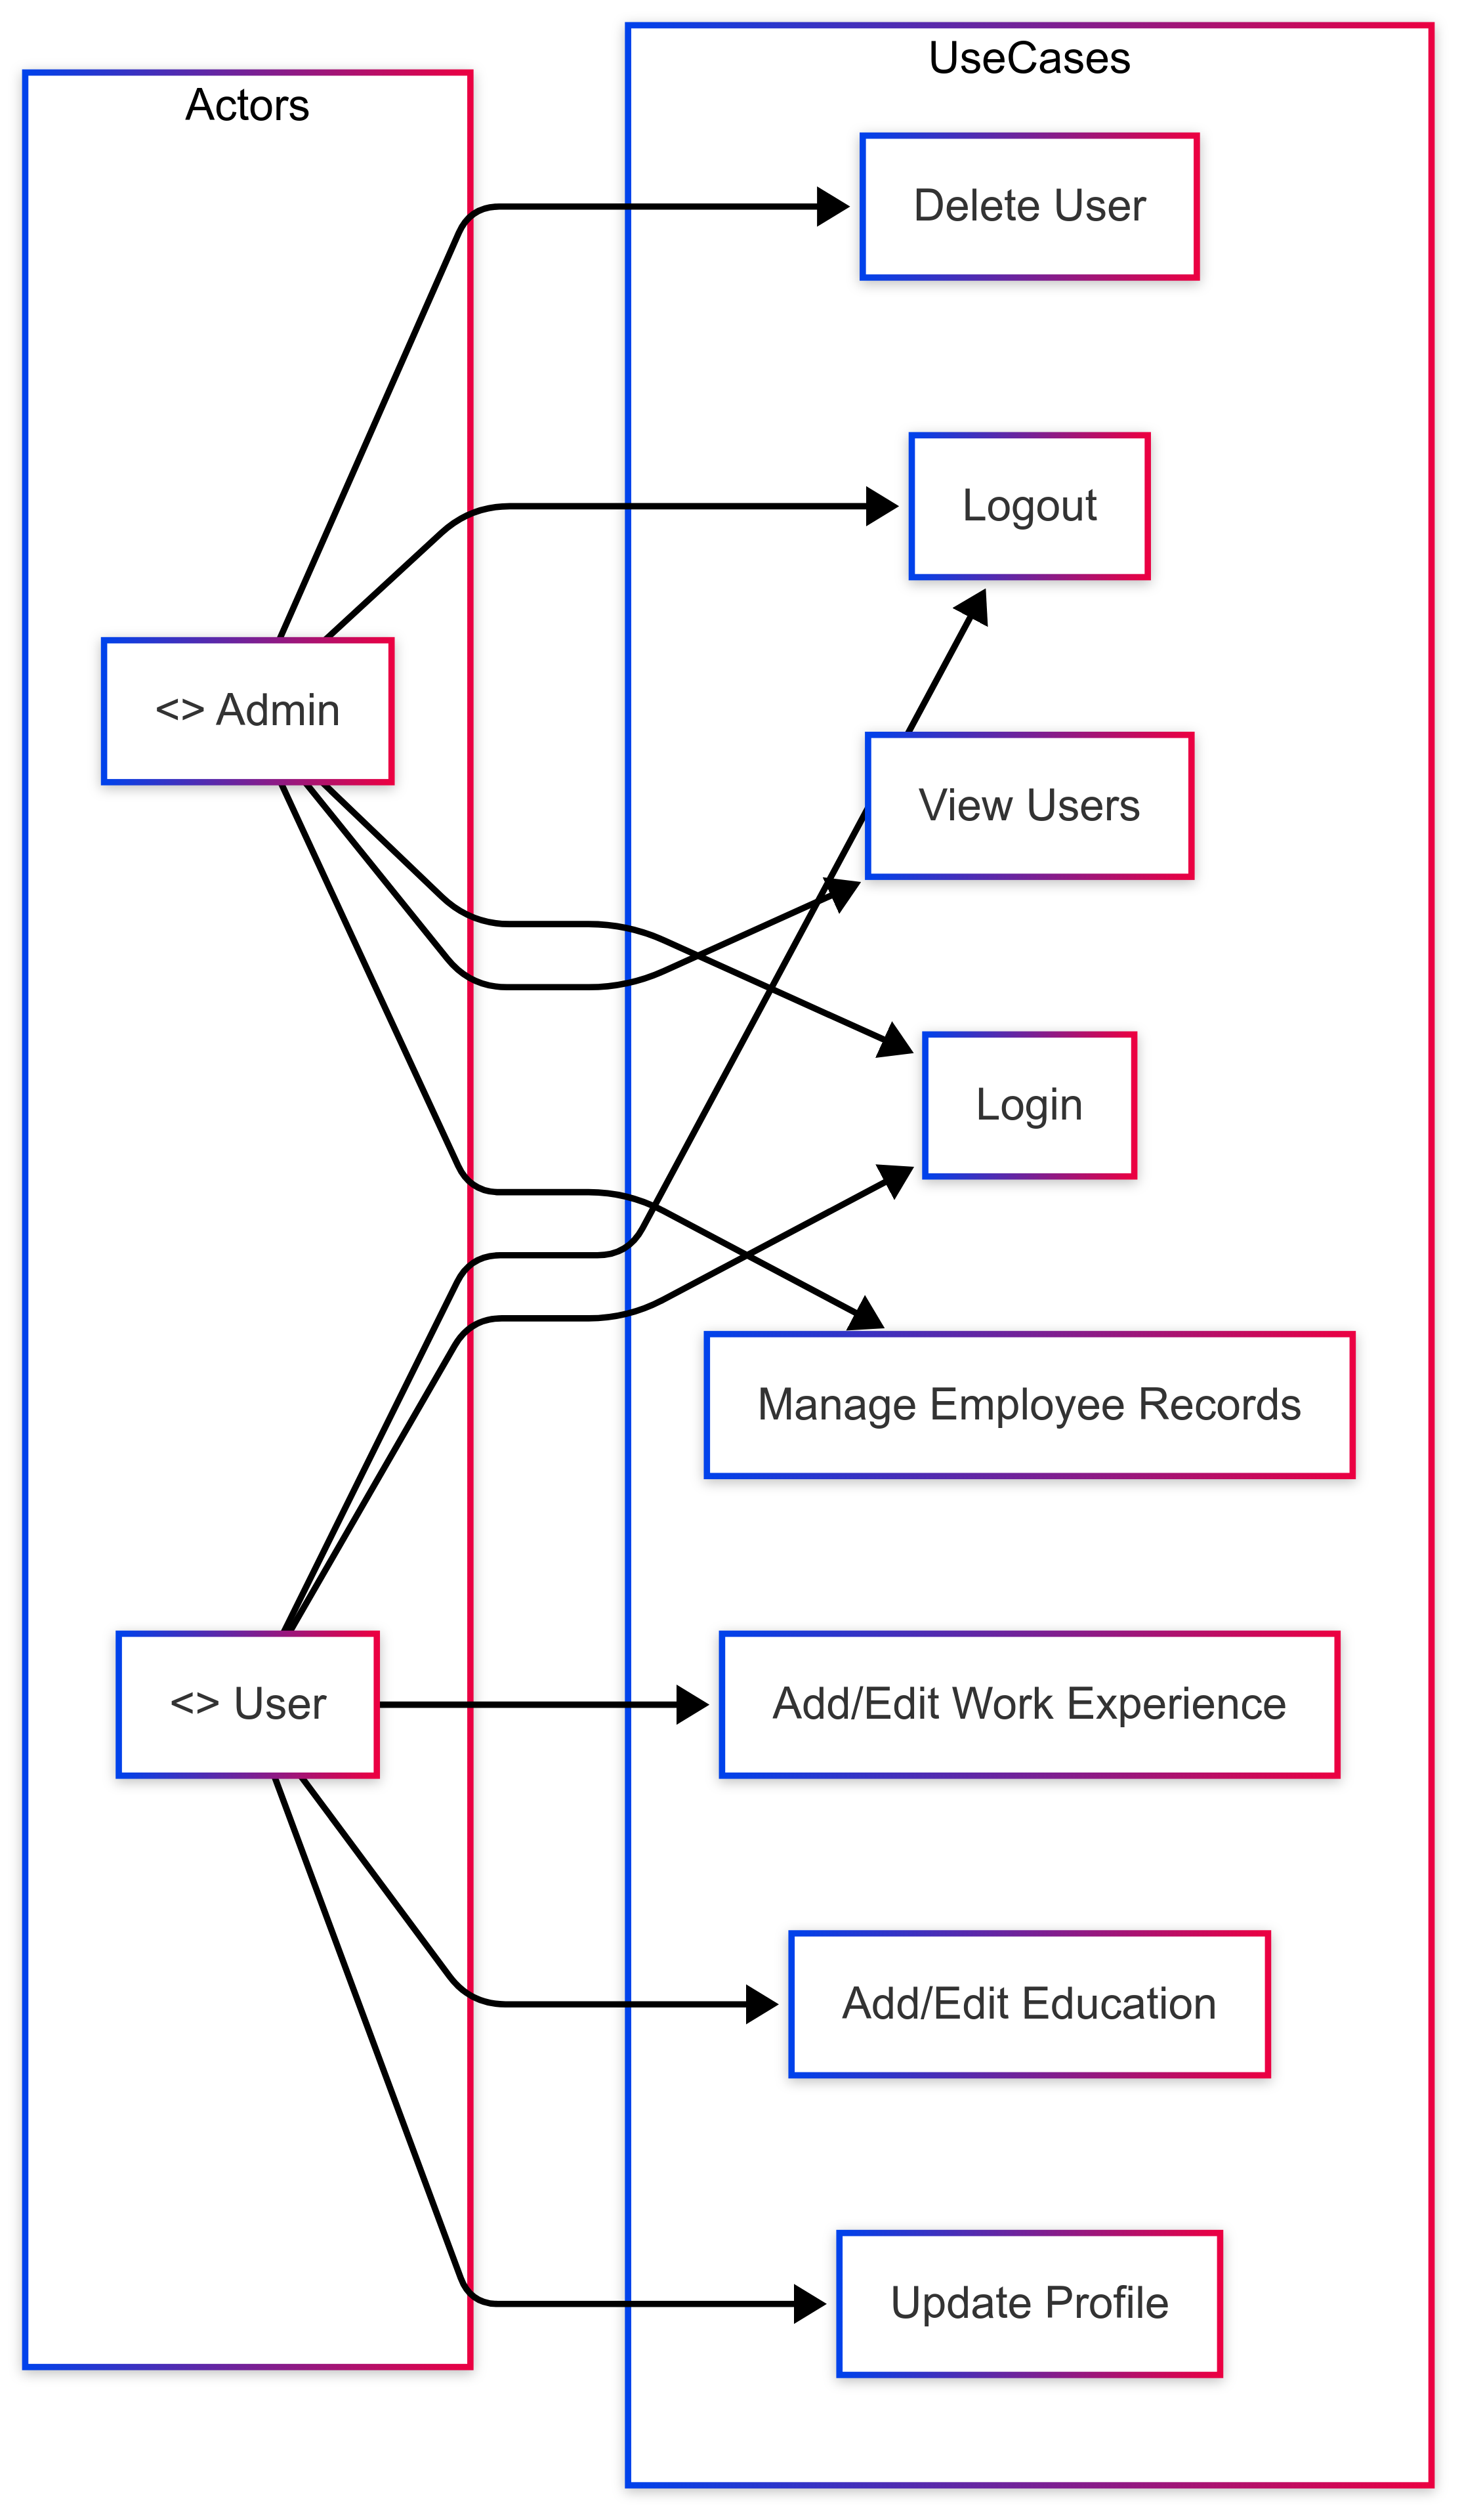 UseCases
Actors
Delete User
Logout
<> Admin
View Users
Login
Manage Employee Records
<> User
Add/Edit Work Experience
Add/Edit Education
Update Profile